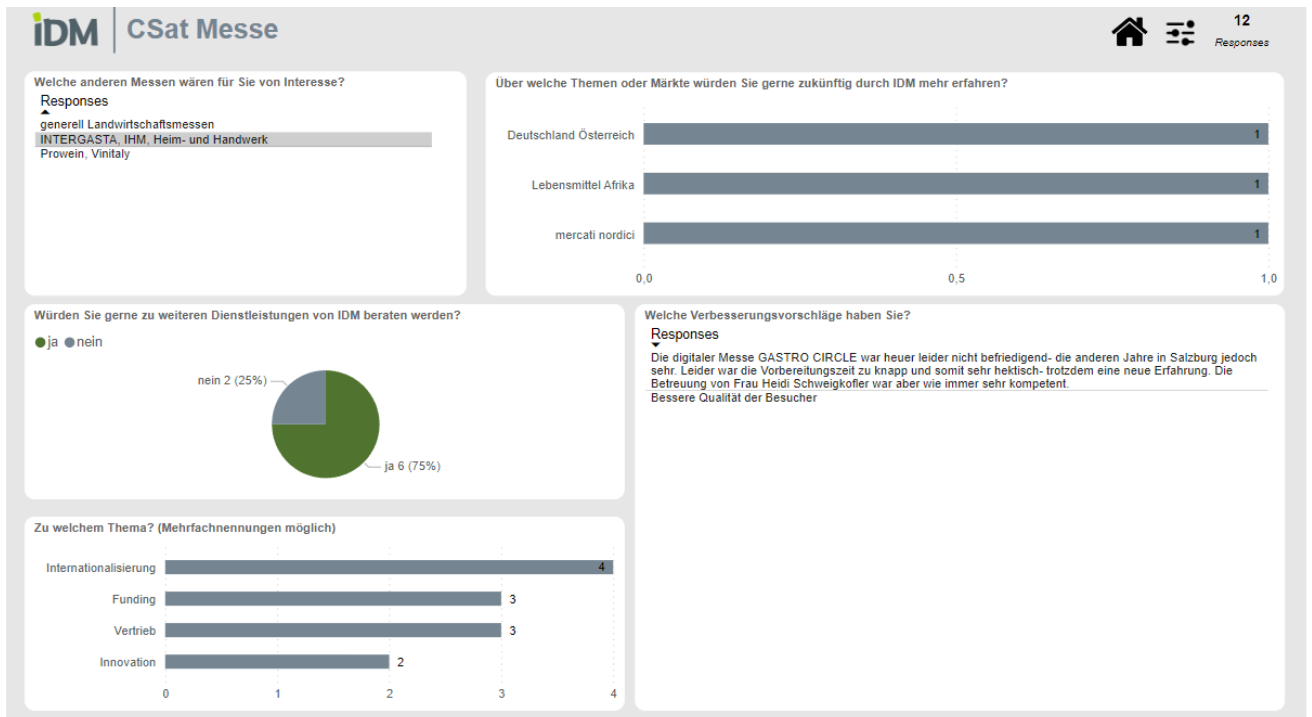 iDM
CSat Messe
12
Responses
Welche anderen Messen wären für Sie von Interesse?
Responses
generell Landwirtschaftsmessen
INTERGASTA, IHM, Heim- und Handwerk
Prowein, Vinitaly
Über welche Themen oder Märkte würden Sie gerne zukünftig durch IDM mehr erfahren?
Deutschland Österreich
1
Lebensmittel Afrika
1
mercati nordici
1
0,0
0,5
1,0
Würden Sie gerne zu weiteren Dienstleistungen von IDM beraten werden?
ja nein
nein 2 (25%)
ja 6 (75%)
Welche Verbesserungsvorschläge haben Sie?
Responses
Die digitaler Messe GASTRO CIRCLE war heuer leider nicht befriedigend- die anderen Jahre in Salzburg jedoch
sehr. Leider war die Vorbereitungszeit zu knapp und somit sehr hektisch- trotzdem eine neue Erfahrung. Die
Betreuung von Frau Heidi Schweigkofler war aber wie immer sehr kompetent.
Bessere Qualität der Besucher
Zu welchem Thema? (Mehrfachnennungen möglich)
Internationalisierung
4
Funding
3
Vertrieb
3
Innovation
2
0
1
2
3
4